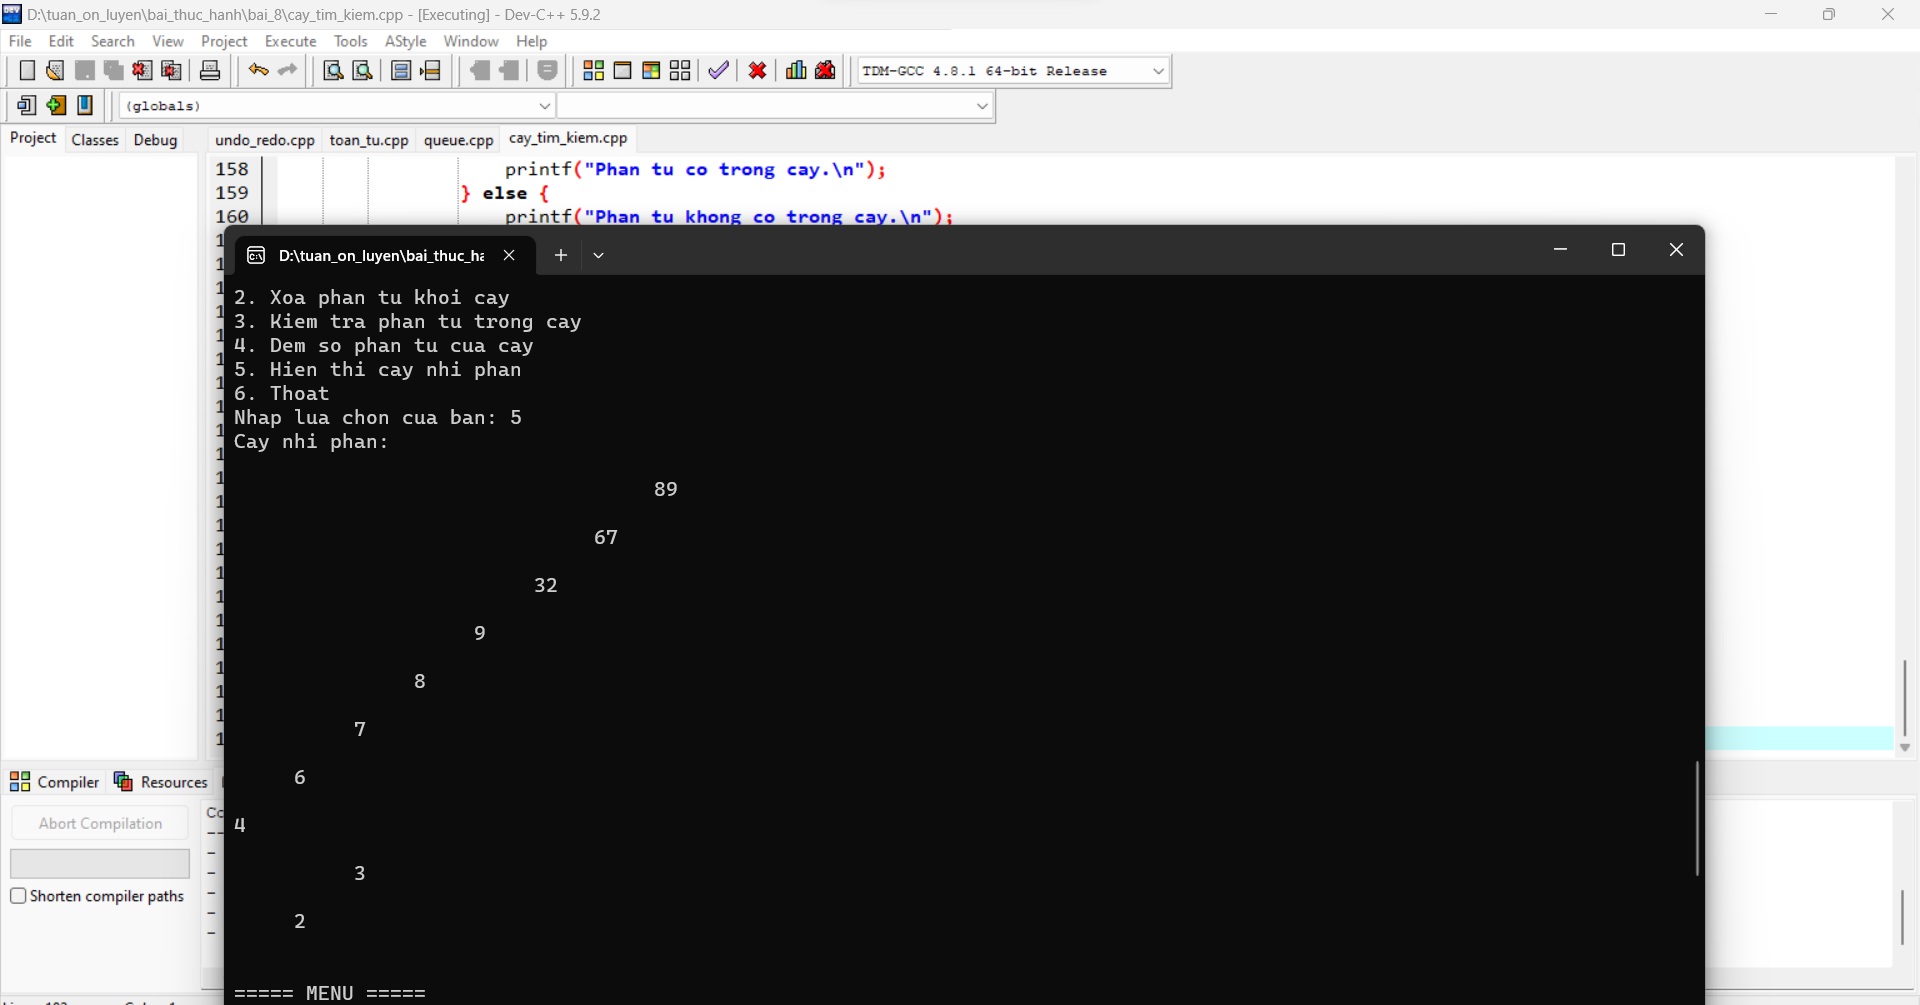 D:\tuan_on_luyen\bai_thuc_hanh\bai_8\cay_tim_kiem.cpp - [Executing] - Dev-C++ 5.9.2
File Edit Search View Project Execute Tools AStyle Window Help
TDM-GCC 4.8.1 64-bit Release
(globals)
Project Classes Debug
undo_redo.cpp toan_tu.cpp queue.cpp cay_tim_kiem.cpp
158 printf("Phan tu co trong cay.\n");
159 } else {
160 printf("Phan tu khong co trong cay.\n");
D:\tuan_on_luyen\bai_thuc_ha
2. Xoa phan tu khoi cay
3. Kiem tra phan tu trong cay
4. Dem so phan tu cua cay
5. Hien thi cay nhi phan
6. Thoat
Nhap lua chon cua ban: 5
Cay nhi phan:
89
67
32
9
8
7
6
4
3
2
===== MENU =====
Compiler Resources
Abort Compilation
Shorten compiler paths